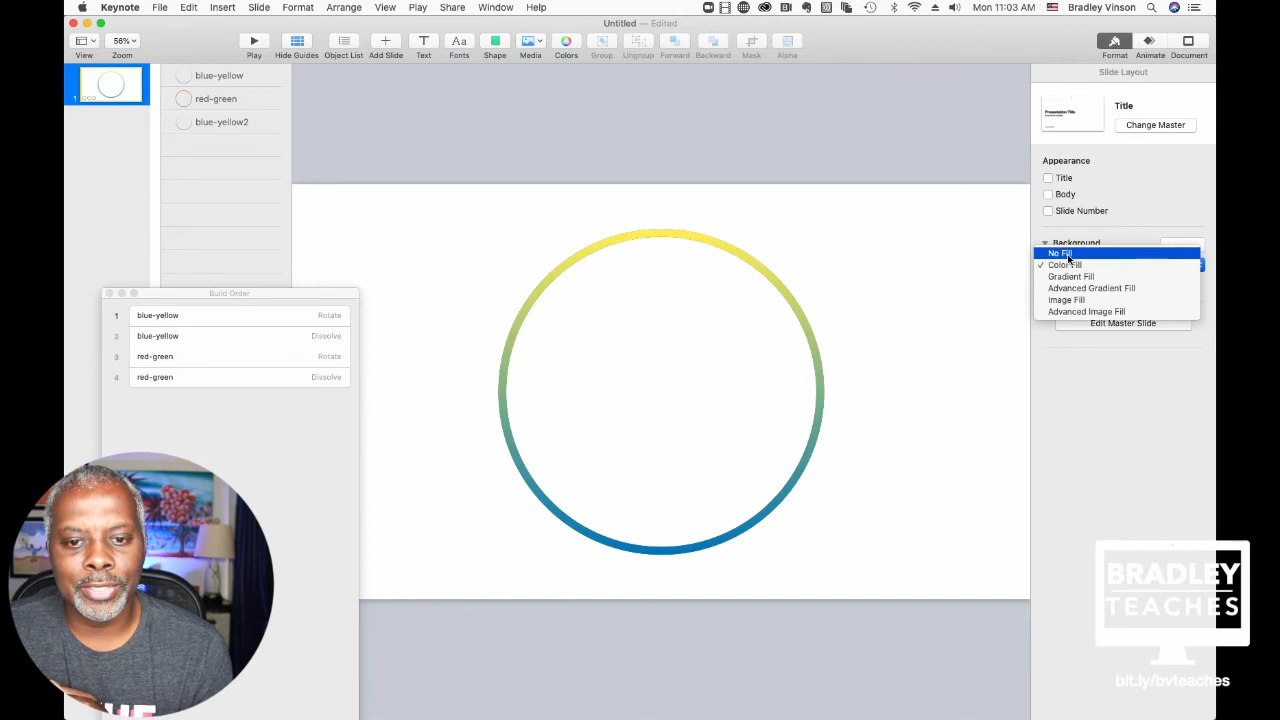 Keynote File Edit Insert Slide Format Arrange View Play Share Window Help Mon 11:03 AM Bradley Vinson
Untitled — Edited
56%
View Zoom Play Hide Guides Object List Add Slide Text Fonts Shape Media Colors Group Ungroup Forward Backward Mask Alpha Format Animate Document
Slide Layout
1
blue-yellow
red-green
blue-yellow2
Presentation Title
Title
Change Master
Appearance
Title
Body
Slide Number
Background
No Fill
✓ Color Fill
Gradient Fill
Advanced Gradient Fill
Image Fill
Advanced Image Fill
Edit Master Slide
Build Order
1 blue-yellow Rotate
2 blue-yellow Dissolve
3 red-green Rotate
4 red-green Dissolve
BRADLEY
TEACHES
bit.ly/bvteaches